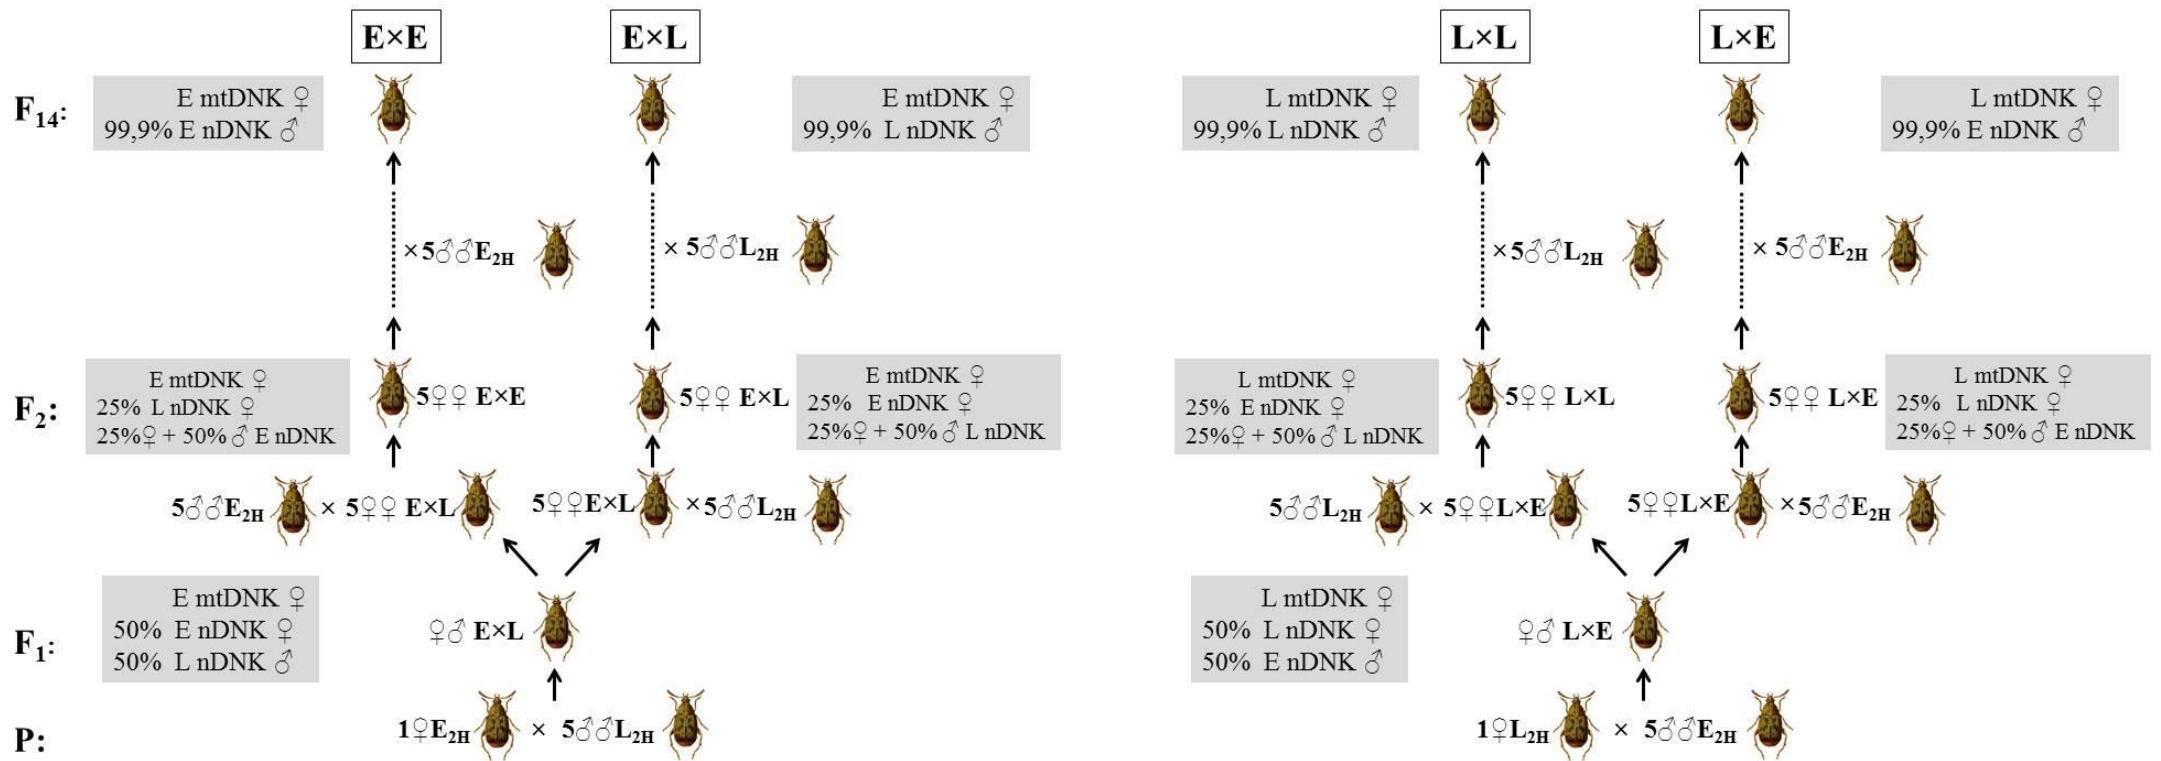 E×E
E×L
L×L
L×E
F14:
E mtDNK ♀
99,9% E nDNK ♂
E mtDNK ♀
99,9% L nDNK ♂
L mtDNK ♀
99,9% L nDNK ♂
L mtDNK ♀
99,9% E nDNK ♂
×5♂♂E2H
× 5♂♂L2H
×5♂♂L2H
× 5♂♂E2H
F2:
E mtDNK ♀
25% L nDNK ♀
25%♀ + 50%♂ E nDNK
5♀♀ E×E
5♀♀ E×L
E mtDNK ♀
25% E nDNK ♀
25%♀ + 50%♂ L nDNK
L mtDNK ♀
25% E nDNK ♀
25%♀ + 50%♂ L nDNK
5♀♀ L×L
5♀♀ L×E
L mtDNK ♀
25% L nDNK ♀
25%♀ + 50%♂ E nDNK
5♂♂E2H × 5♀♀ E×L
5♀♀E×L ×5♂♂L2H
5♂♂L2H × 5♀♀L×E
5♀♀L×E ×5♂♂E2H
F1:
E mtDNK ♀
50% E nDNK ♀
50% L nDNK ♂
♀♂ E×L
L mtDNK ♀
50% L nDNK ♀
50% E nDNK ♂
♀♂ L×E
P:
1♀E2H × 5♂♂L2H
1♀L2H × 5♂♂E2H